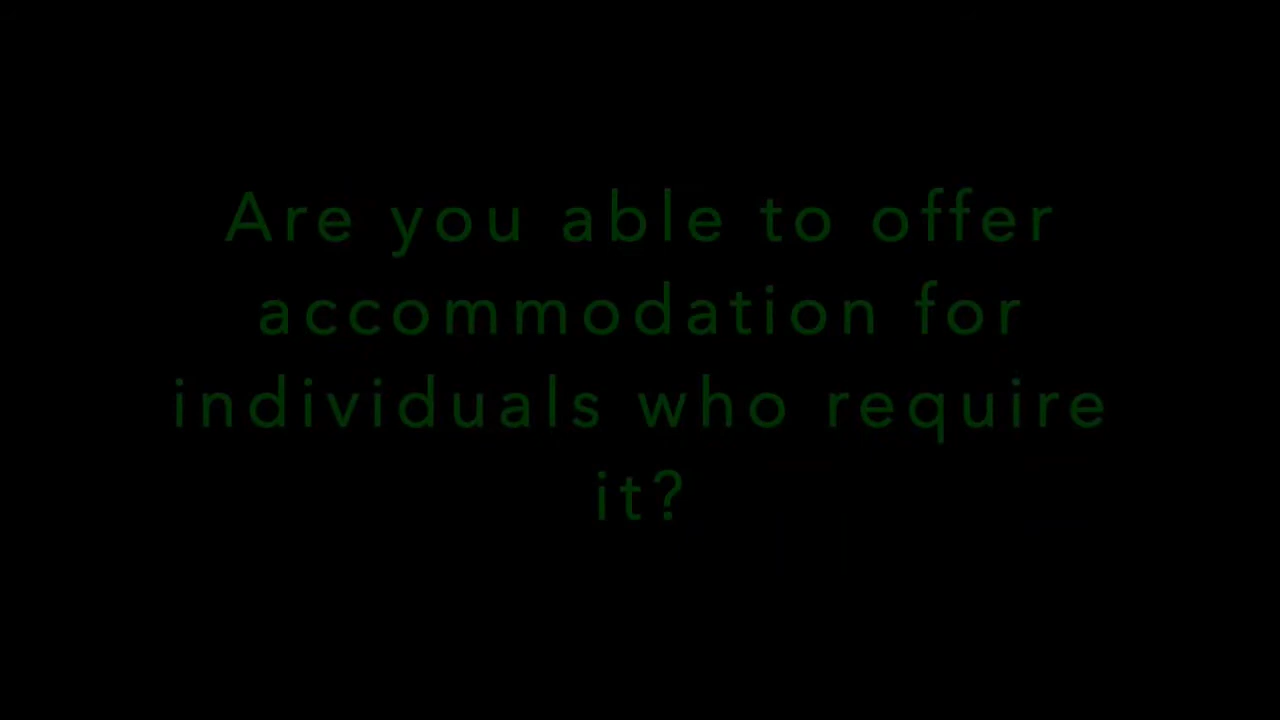 Are you able to offer
accommodation for
individuals who require
it?